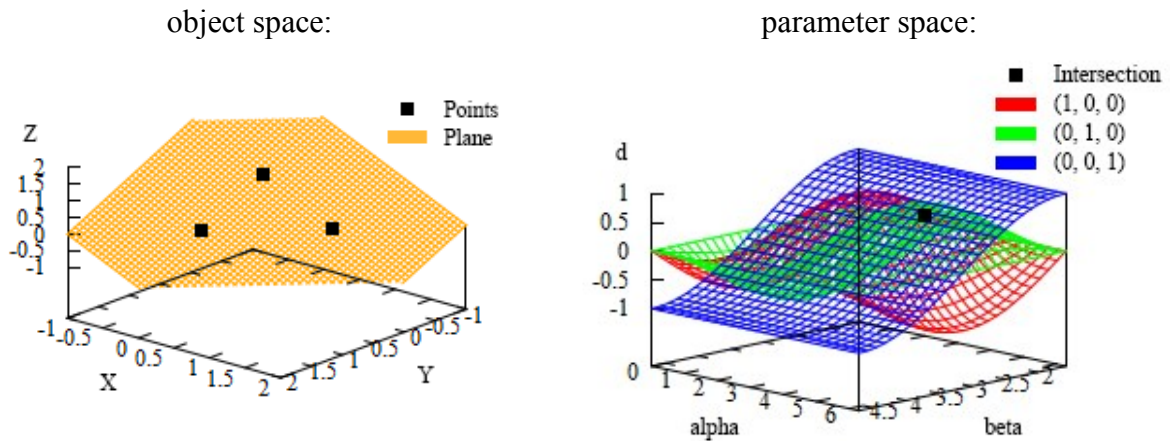 object space:
parameter space:
Points
Plane
Z
2
1.5
1
0.5
0
-0.5
-1
-1
-0.5
0
0.5
1
1.5
2
X
2
1.5
1
0.5
0
-0.5
-1
Y
Intersection
(1, 0, 0)
(0, 1, 0)
(0, 0, 1)
d
1
0.5
0
-0.5
-1
0
1
2
3
4
5
6
alpha
4.5
4
3.5
3
2.5
2
beta